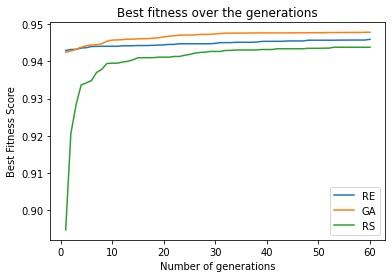 Best fitness over the generations
Best Fitness Score
0.95
0.94
0.93
0.92
0.91
0.90
0
10
20
30
40
50
60
Number of generations
RE
GA
RS